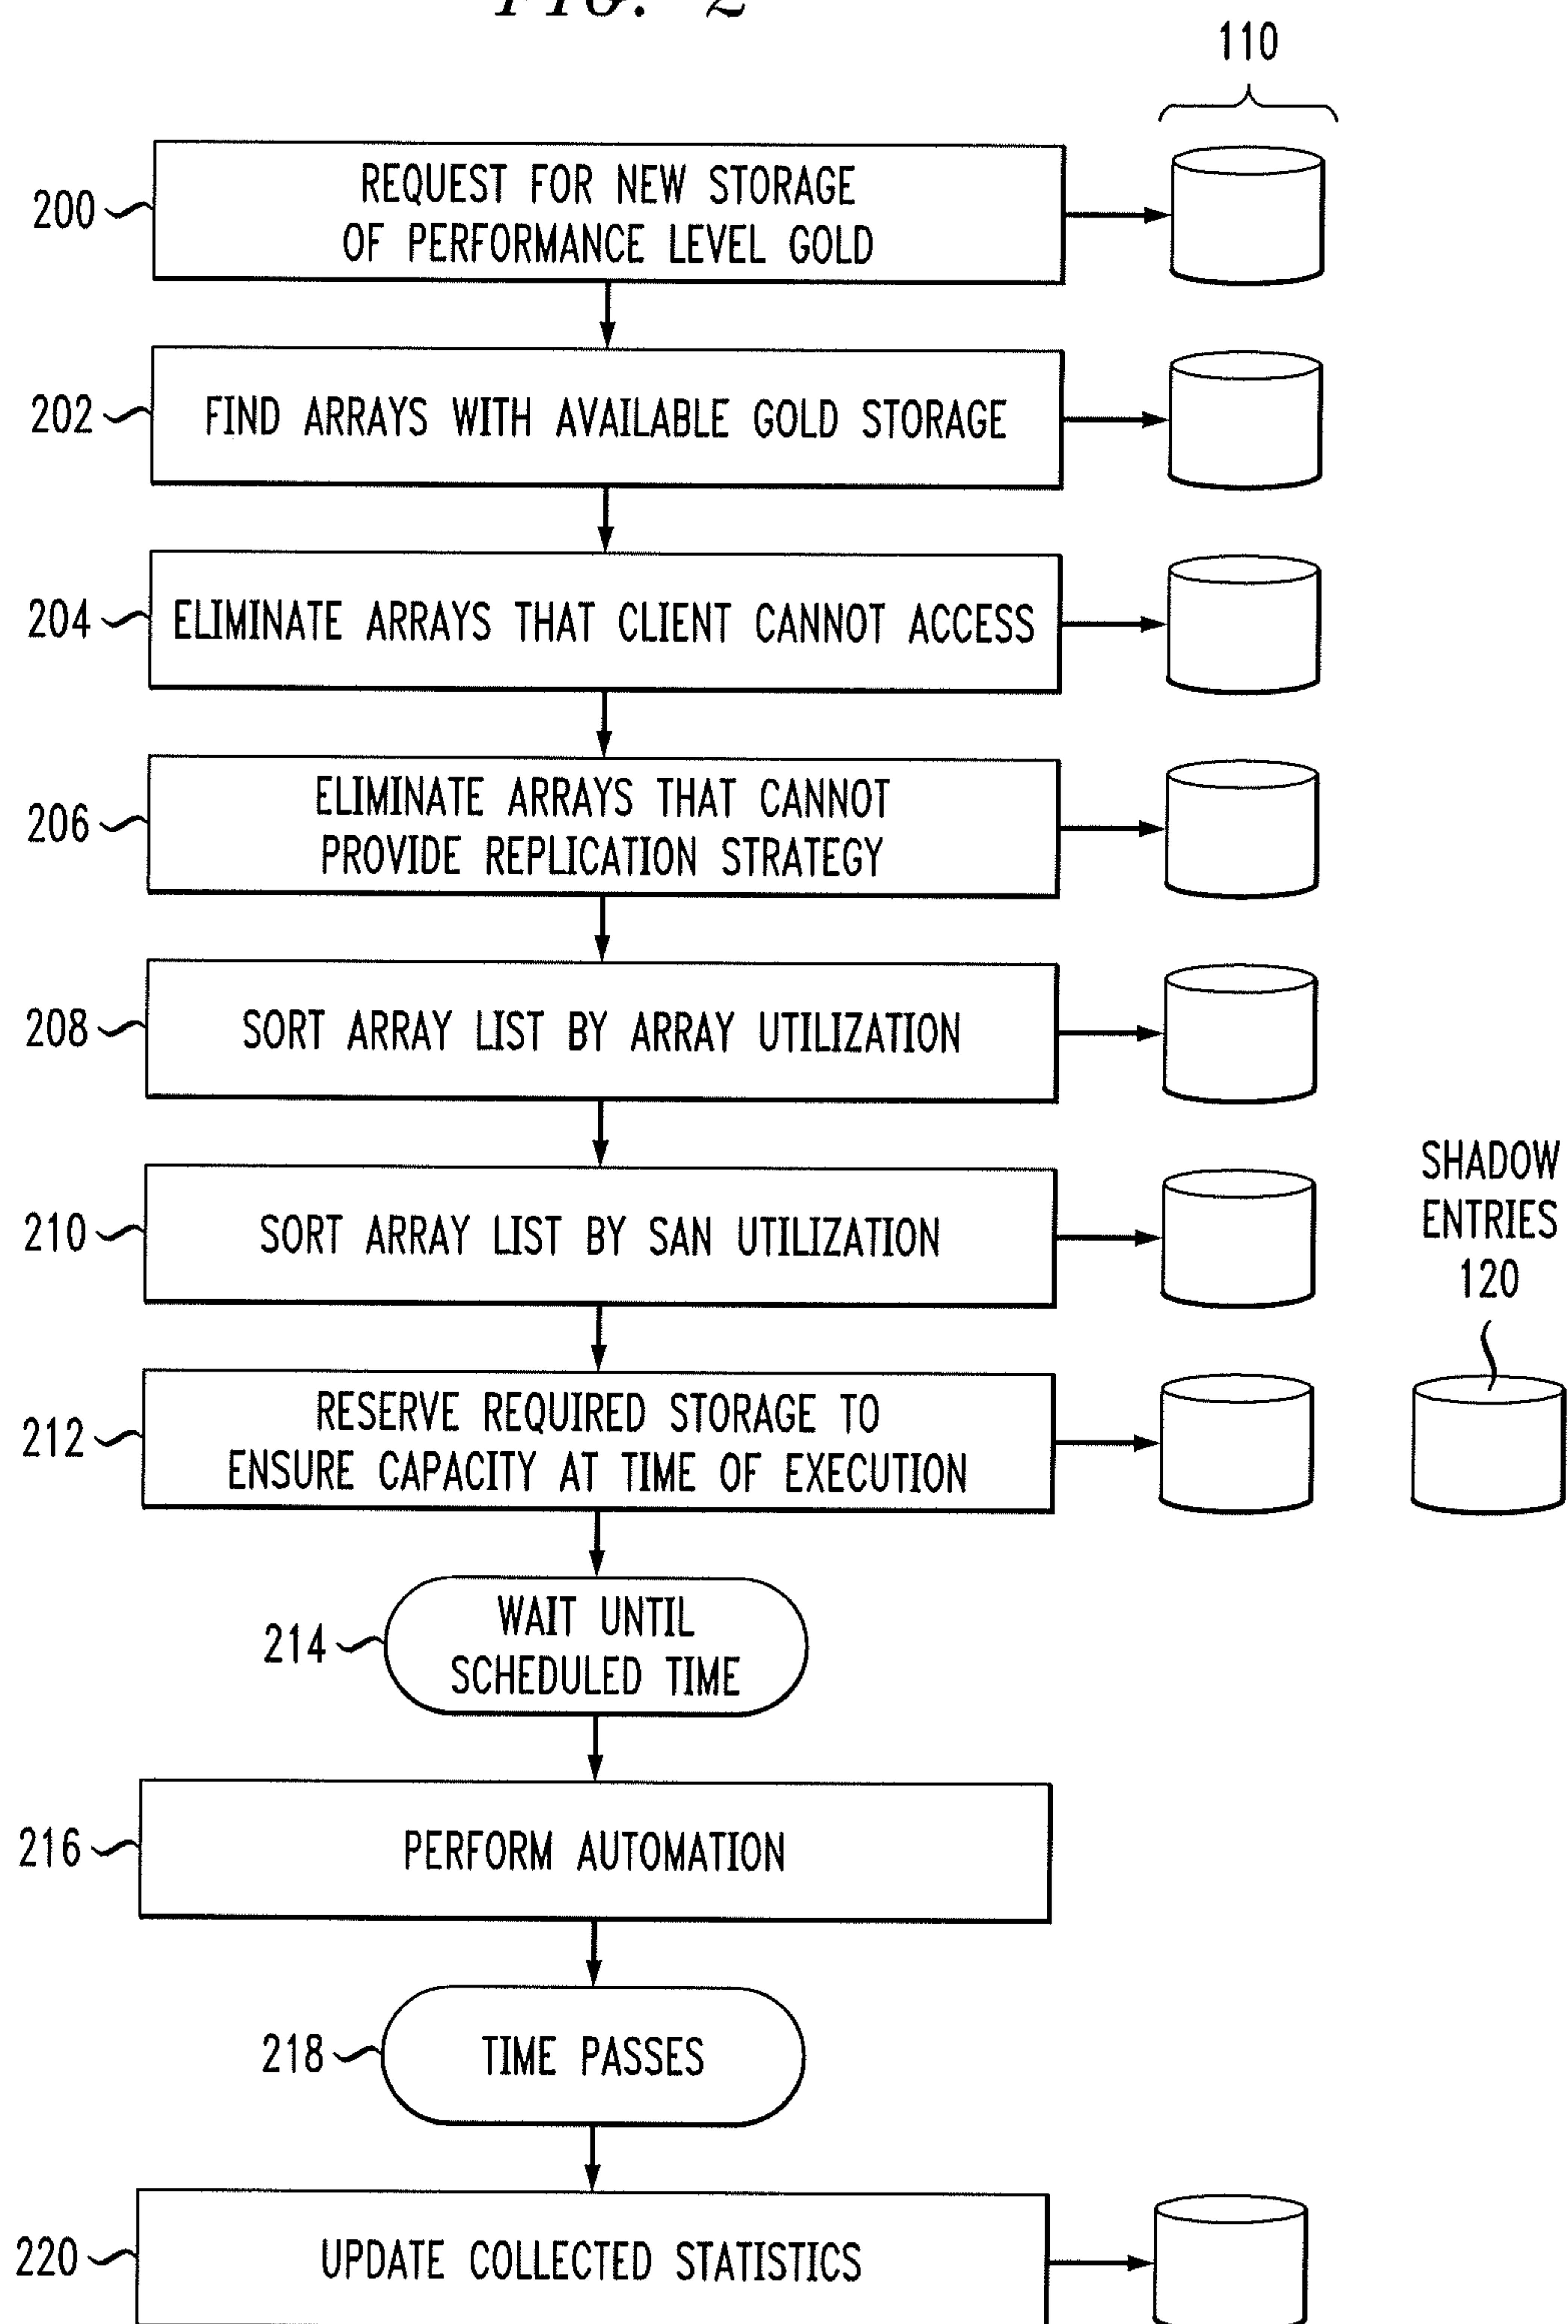 FIG. 2
110
200
REQUEST FOR NEW STORAGE
OF PERFORMANCE LEVEL GOLD
202
FIND ARRAYS WITH AVAILABLE GOLD STORAGE
204
ELIMINATE ARRAYS THAT CLIENT CANNOT ACCESS
206
ELIMINATE ARRAYS THAT CANNOT
PROVIDE REPLICATION STRATEGY
208
SORT ARRAY LIST BY ARRAY UTILIZATION
210
SORT ARRAY LIST BY SAN UTILIZATION
SHADOW
ENTRIES
120
212
RESERVE REQUIRED STORAGE TO
ENSURE CAPACITY AT TIME OF EXECUTION
214
WAIT UNTIL
SCHEDULED TIME
216
PERFORM AUTOMATION
218
TIME PASSES
220
UPDATE COLLECTED STATISTICS